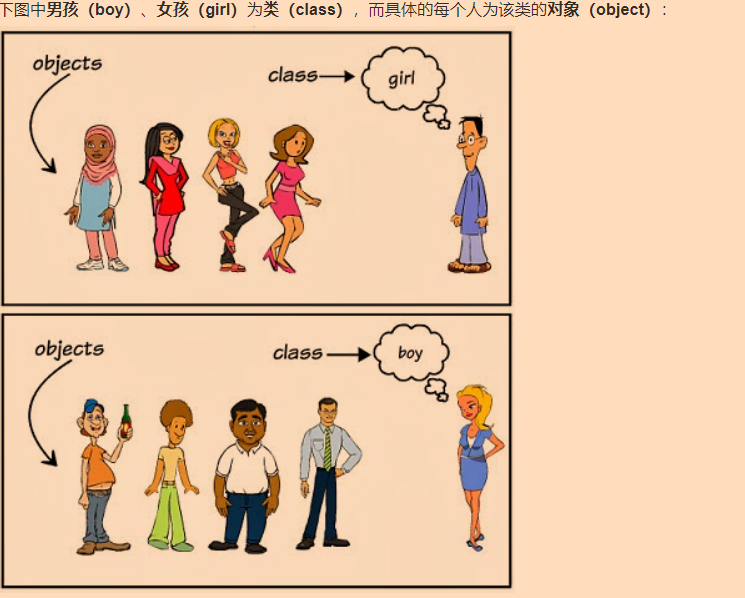 下图中男孩（boy）、女孩（girl）为类（class），而具体的每个人为该类的对象（object）：
objects
class
girl
objects
class
boy